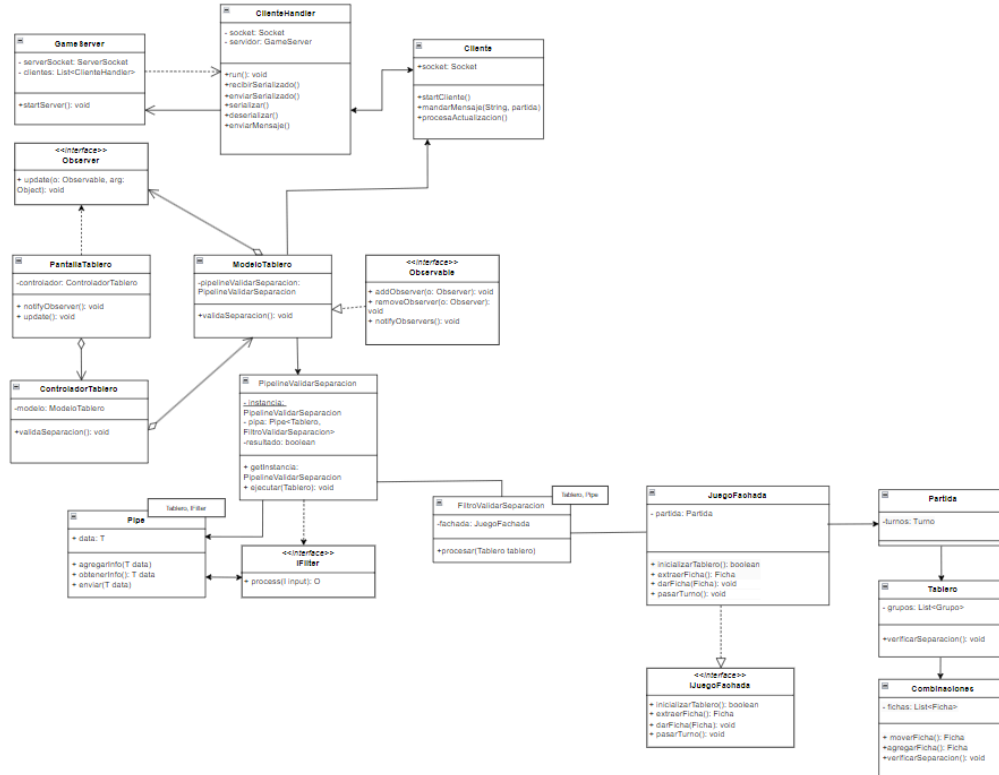 ClienteHandler
- socket: Socket
- servidor: GameServer
+run(): void
+recibirSerializado()
+enviarSerializado()
+serializar()
+deserializar()
+enviarMensaje()
GameServer
- serverSocket: ServerSocket
- clientes: List<ClienteHandler>
+startServer(): void
Cliente
+socket: Socket
+startCliente()
+mandarMensaje(String, partida)
+procesaActualizacion()
<<interface>>
Observer
+ update(o: Observable, arg:
Object): void
PantallaTablero
-controlador: ControladorTablero
+ notifyObserver(): void
+ update(): void
ModeloTablero
-pipelineValidarSeparacion:
PipelineValidarSeparacion
+validaSeparacion(): void
<<interface>>
Observable
+ addObserver(o: Observer): void
+ removeObserver(o: Observer):
void
+ notifyObservers(): void
ControladorTablero
-modelo: ModeloTablero
+validaSeparacion(): void
PipelineValidarSeparacion
- instancia:
PipelineValidarSeparacion
- pipa: Pipe<Tablero,
FiltroValidarSeparacion>
-resultado: boolean
+ getInstancia:
PipelineValidarSeparacion
+ ejecutar(Tablero): void
Tablero, IFilter
Pipe
+ data: T
+ agregarInfo(T data)
+ obtenerInfo(): T data
+ enviar(T data)
<<interface>>
IFilter
+ process(I input): O
Tablero, Pipe
FiltroValidarSeparacion
-fachada: JuegoFachada
+procesar(Tablero tablero)
JuegoFachada
- partida: Partida
+ inicializarTablero(): boolean
+ extraerFicha(): Ficha
+ darFicha(Ficha): void
+ pasarTurno(): void
<<interface>>
IJuegoFachada
+ inicializarTablero(): boolean
+ extraerFicha(): Ficha
+ darFicha(Ficha): void
+ pasarTurno(): void
Partida
-turnos: Turno
Tablero
- grupos: List<Grupo>
+verificarSeparacion(): void
Combinaciones
- fichas: List<Ficha>
+ moverFicha(): Ficha
+agregarFicha(): Ficha
+verificarSeparacion(): void